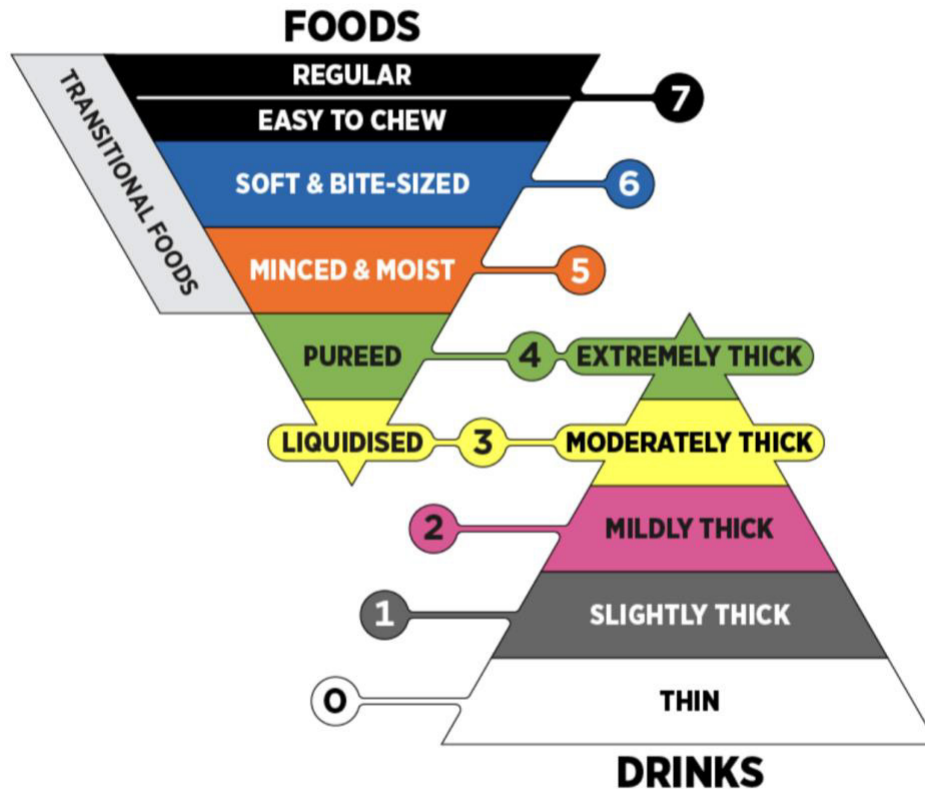 FOODS
REGULAR
7
EASY TO CHEW
TRANSITIONAL FOODS
SOFT & BITE-SIZED
6
MINCED & MOIST
5
PUREED
4
EXTREMELY THICK
LIQUIDISED
3
MODERATELY THICK
2
MILDLY THICK
1
SLIGHTLY THICK
0
THIN
DRINKS